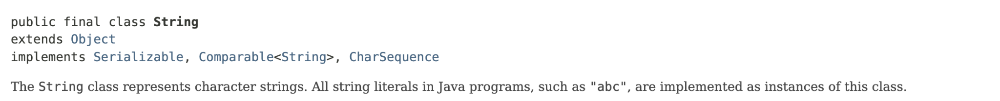 public final class String
extends Object
implements Serializable, Comparable<String>, CharSequence
The String class represents character strings. All string literals in Java programs, such as "abc", are implemented as instances of this class.